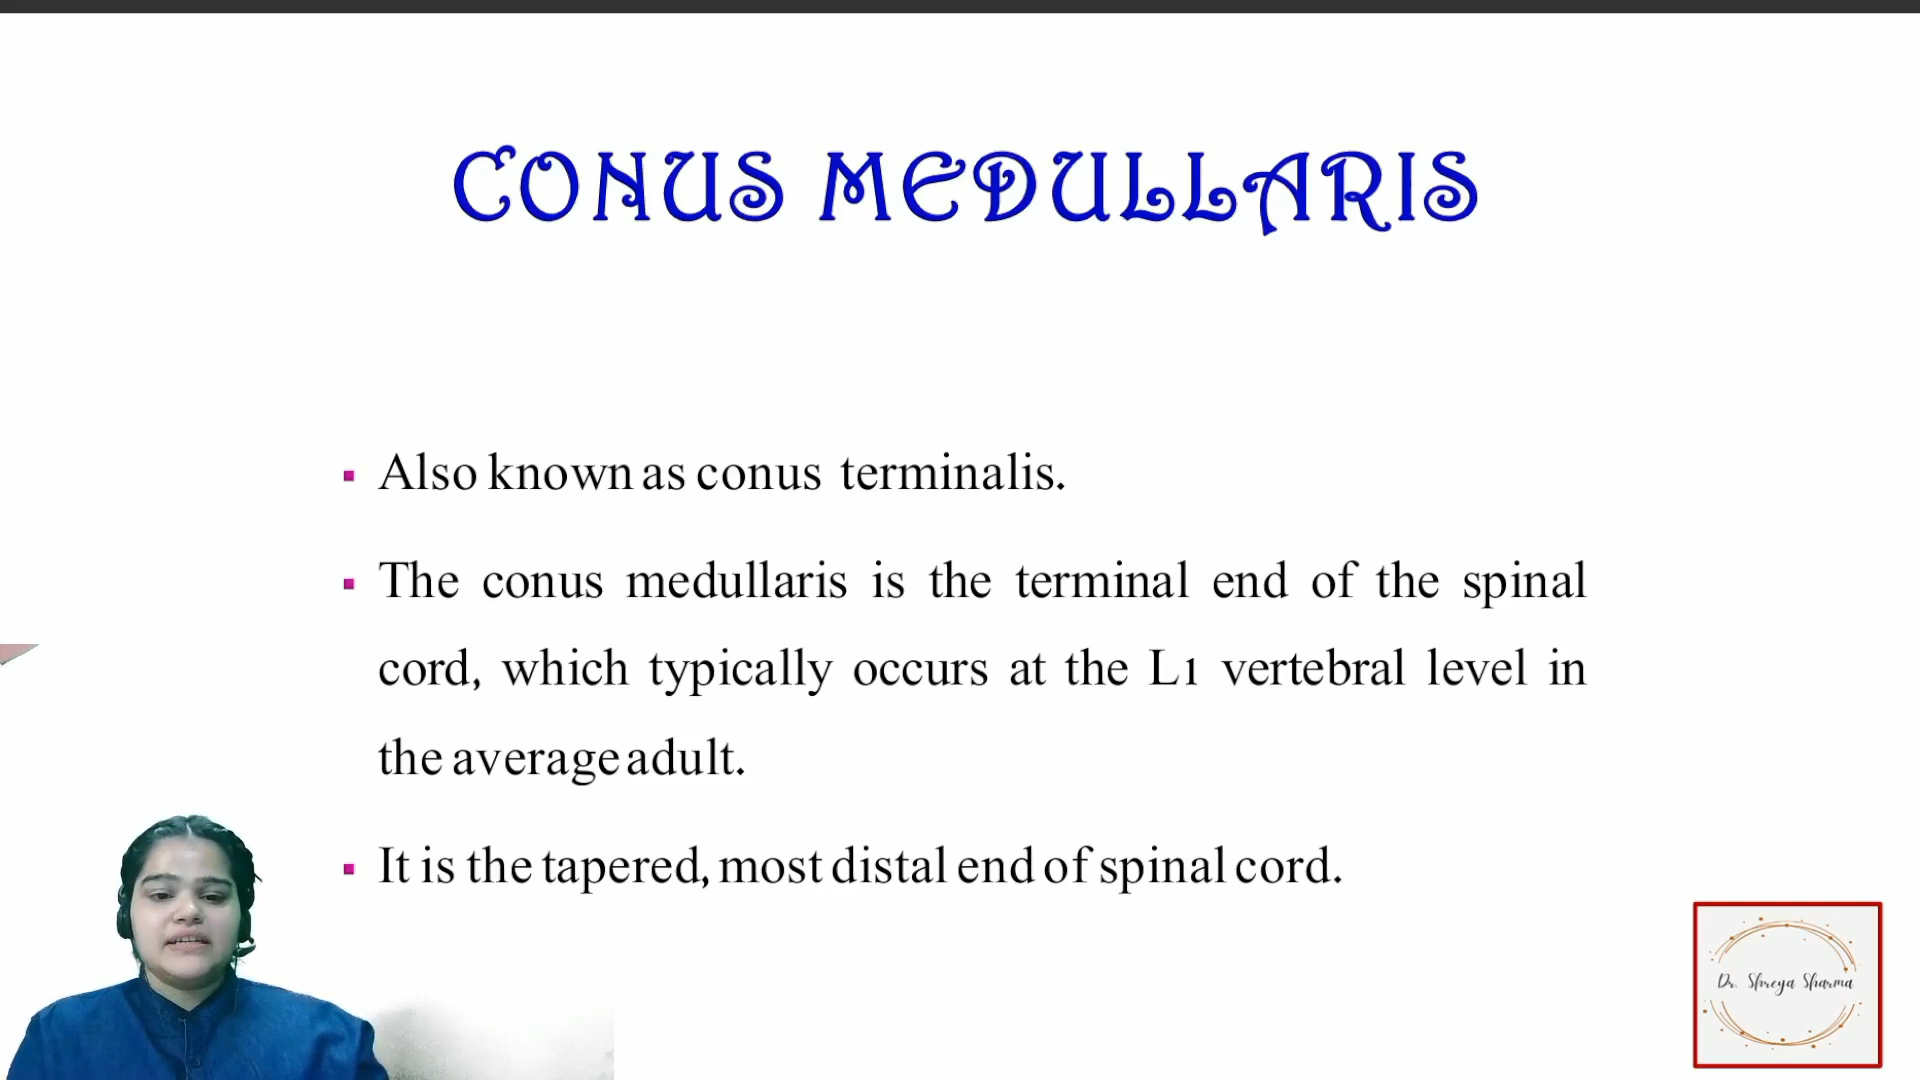 CONUS MEDULLARIS
▪ Also known as conus terminalis.
▪ The conus medullaris is the terminal end of the spinal
cord, which typically occurs at the L1 vertebral level in
the average adult.
▪ It is the tapered, most distal end of spinal cord.
Dr. Shreya Sharma